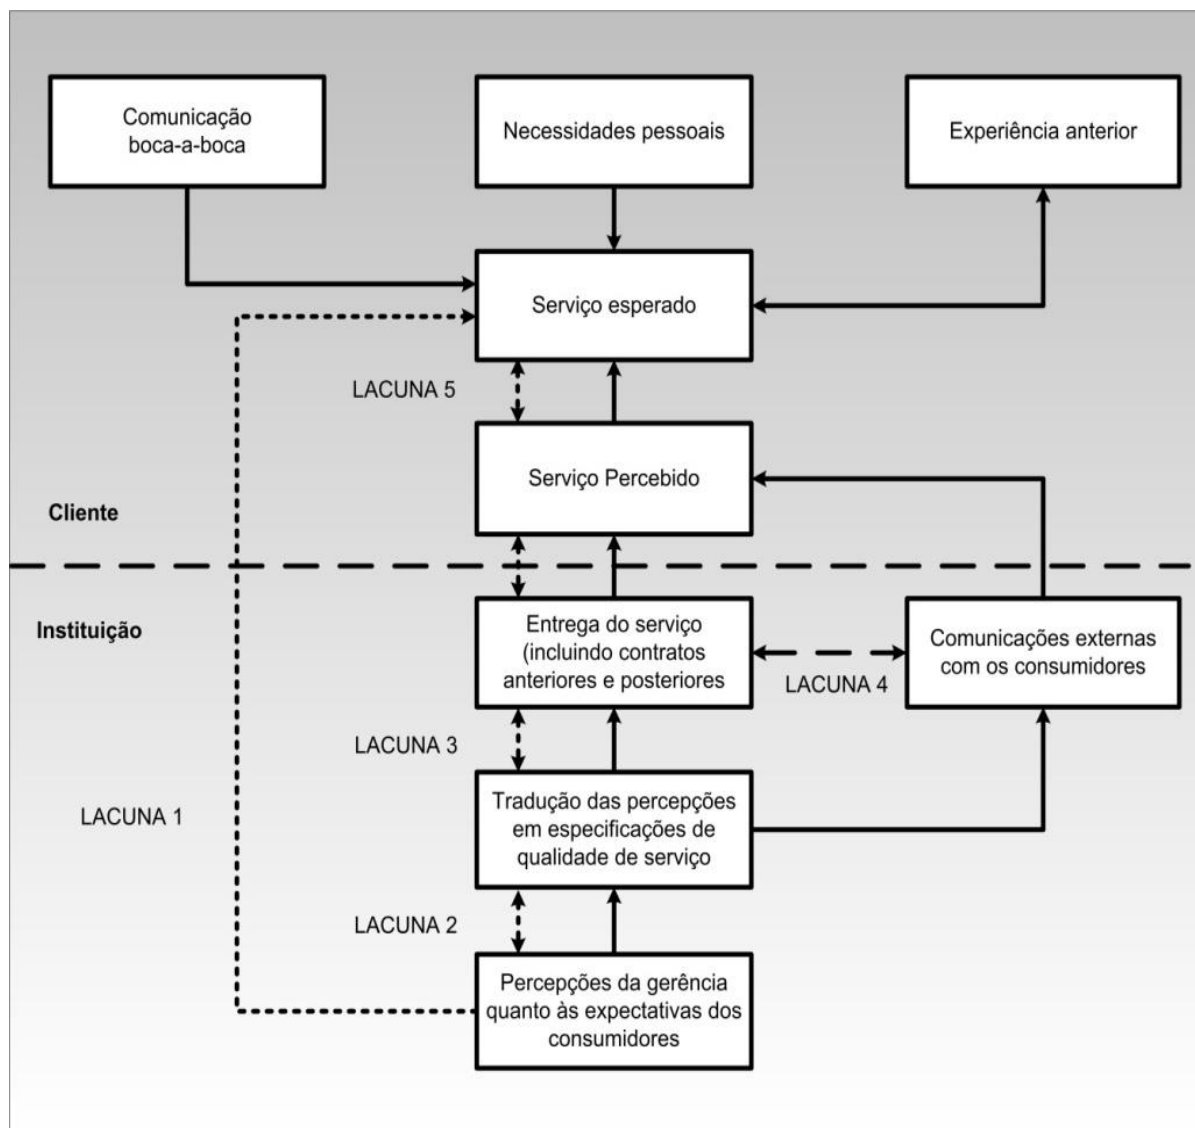 Comunicação
boca-a-boca
Necessidades pessoais
Experiência anterior
Serviço esperado
LACUNA 5
Serviço Percebido
Cliente
Instituição
Entrega do serviço
(incluindo contratos
anteriores e posteriores
Comunicações externas
com os consumidores
LACUNA 4
LACUNA 3
Tradução das percepções
em especificações de
qualidade de serviço
LACUNA 1
LACUNA 2
Percepções da gerência
quanto às expectativas dos
consumidores